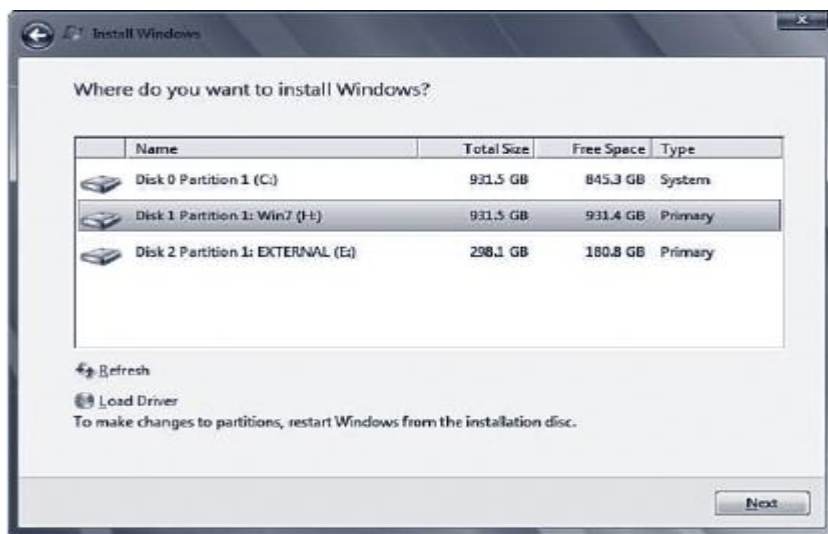 Install Windows
Where do you want to install Windows?
Name Total Size Free Space Type
Disk 0 Partition 1 (C:) 931.5 GB 845.3 GB System
Disk 1 Partition 1: Win7 (H:) 931.5 GB 931.4 GB Primary
Disk 2 Partition 1: EXTERNAL (E:) 298.1 GB 180.8 GB Primary
Refresh
Load Driver
To make changes to partitions, restart Windows from the installation disc.
Next